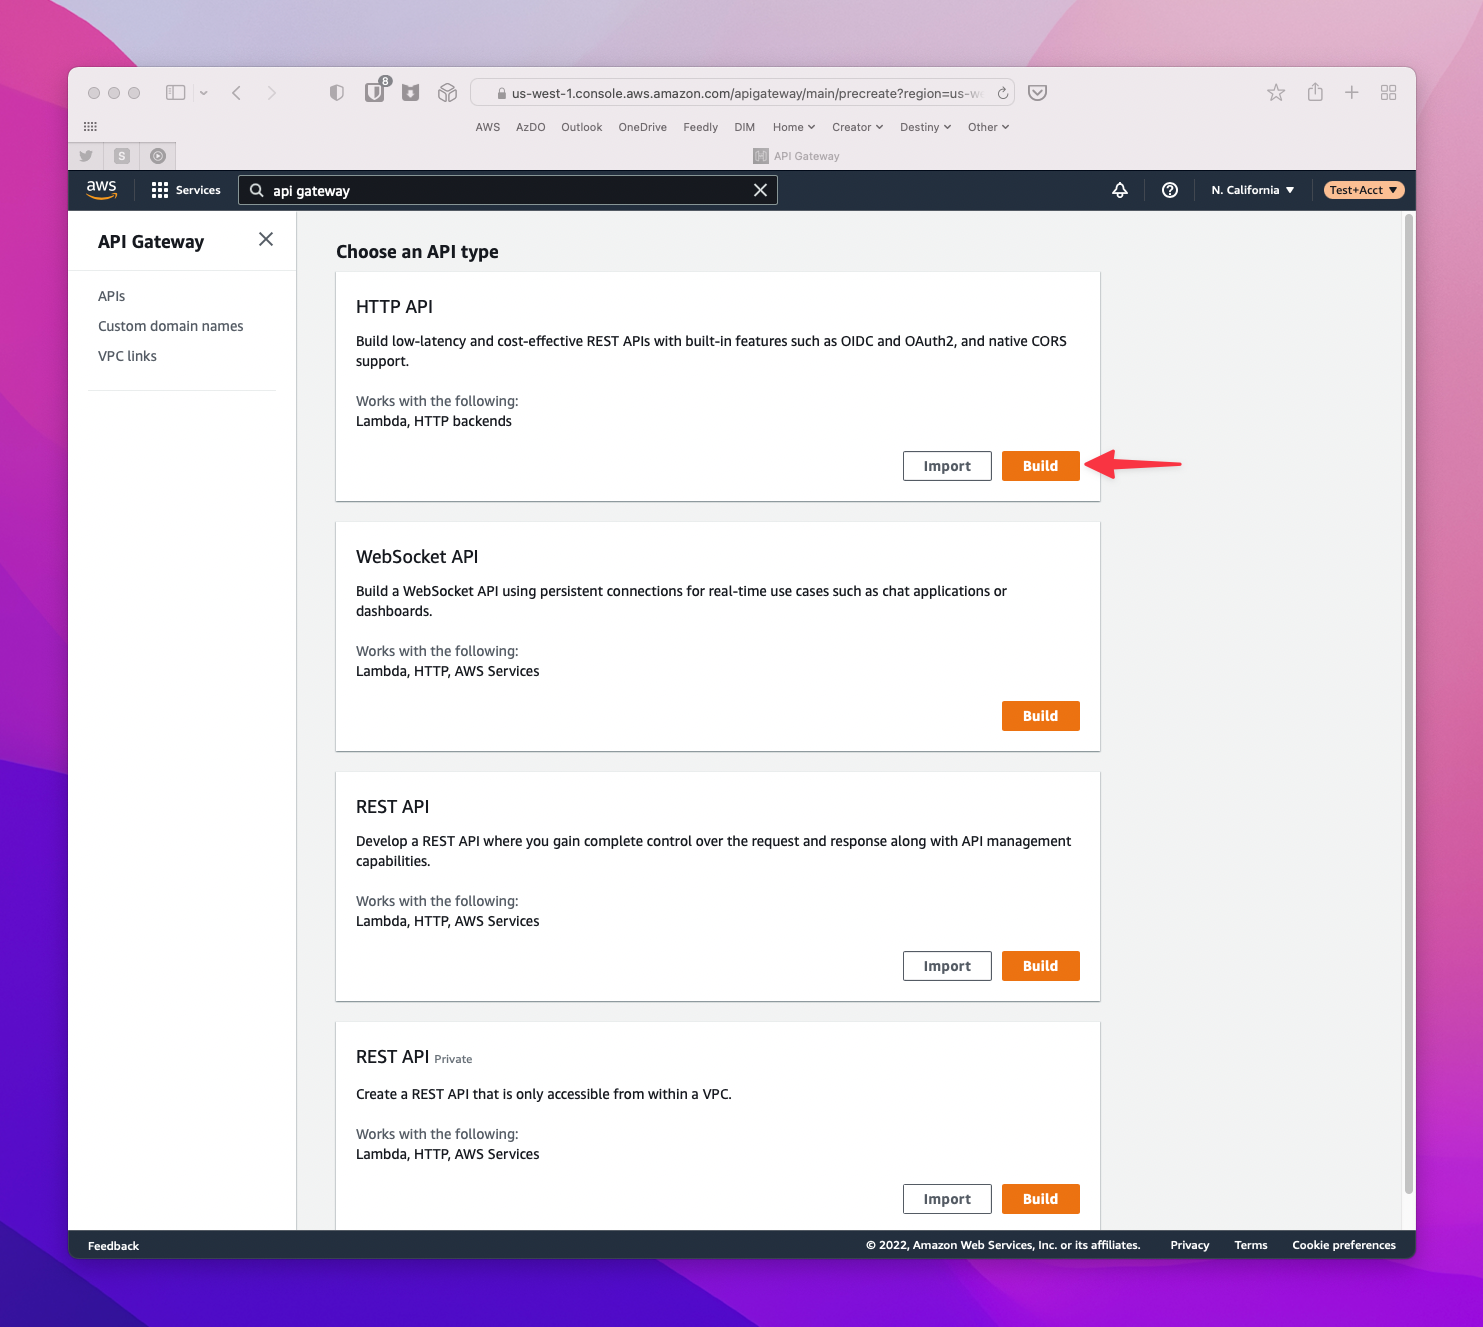 8
us-west-1.console.aws.amazon.com/apigateway/main/precreate?region=us-w
AWS AzDO Outlook OneDrive Feedly DIM Home Creator Destiny Other
S
API Gateway
aws Services api gateway N. California Test+Acct
API Gateway
APIs
Custom domain names
VPC links
Choose an API type
HTTP API
Build low-latency and cost-effective REST APIs with built-in features such as OIDC and OAuth2, and native CORS
support.
Works with the following:
Lambda, HTTP backends
Import Build
WebSocket API
Build a WebSocket API using persistent connections for real-time use cases such as chat applications or
dashboards.
Works with the following:
Lambda, HTTP, AWS Services
Build
REST API
Develop a REST API where you gain complete control over the request and response along with API management
capabilities.
Works with the following:
Lambda, HTTP, AWS Services
Import Build
REST API Private
Create a REST API that is only accessible from within a VPC.
Works with the following:
Lambda, HTTP, AWS Services
Import Build
Feedback © 2022, Amazon Web Services, Inc. or its affiliates. Privacy Terms Cookie preferences